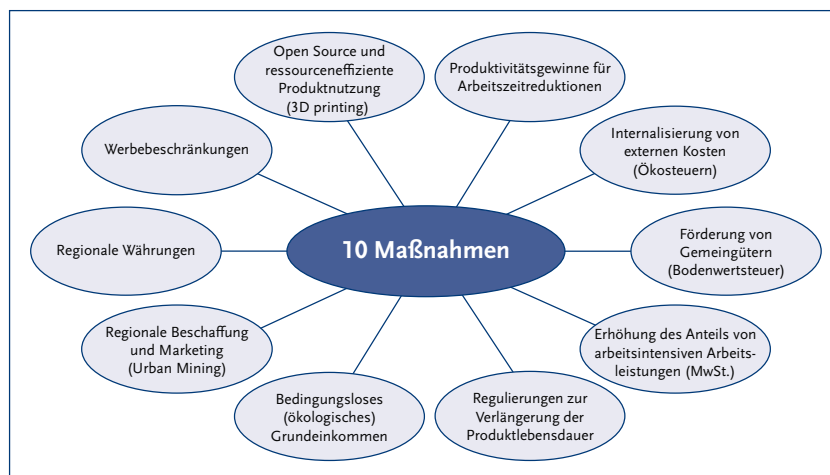 Open Source und
ressourceneffiziente
Produktnutzung
(3D printing)
Produktivitätsgewinne für
Arbeitszeitreduktionen
Werbebeschränkungen
Internalisierung von
externen Kosten
(Ökosteuern)
Regionale Währungen
10 Maßnahmen
Förderung von
Gemeingütern
(Bodenwertsteuer)
Regionale Beschaffung
und Marketing
(Urban Mining)
Erhöhung des Anteils von
arbeitsintensiven Arbeits-
leistungen (MwSt.)
Bedingungsloses
(ökologisches)
Grundeinkommen
Regulierungen zur
Verlängerung der
Produktlebensdauer